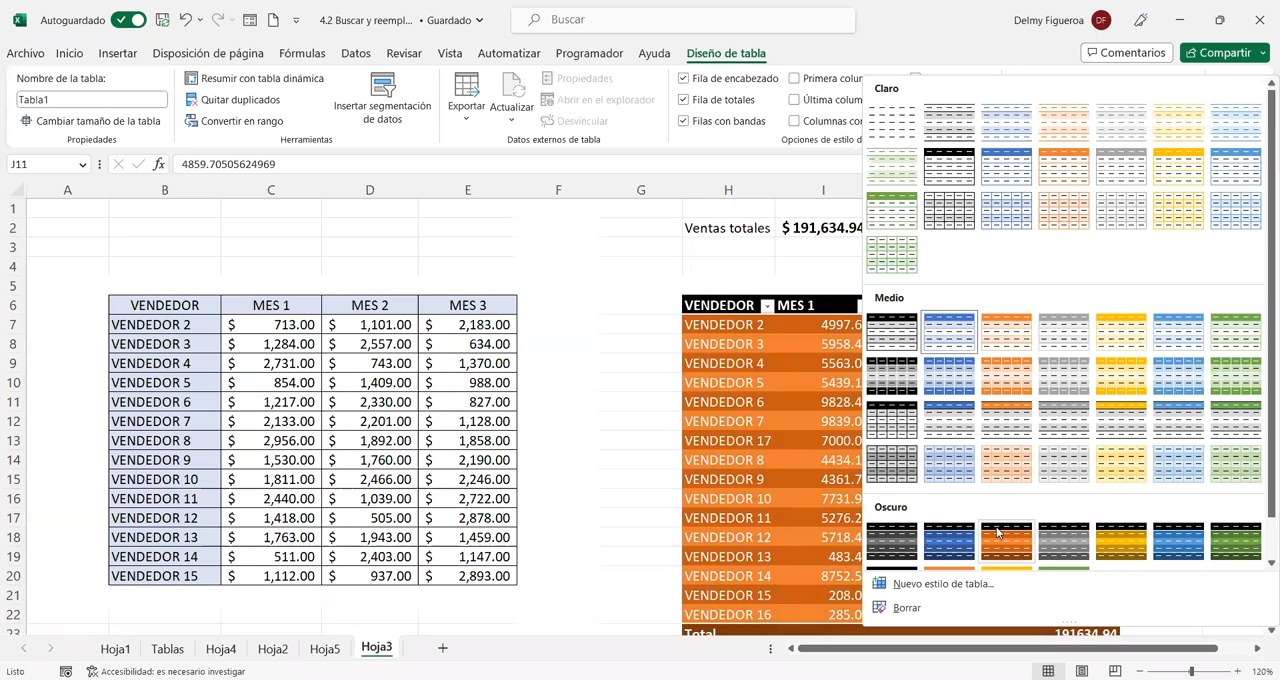 Autoguardado 4.2 Buscar y reempl... • Guardado Buscar Delmy Figueroa DF
Archivo Inicio Insertar Disposición de página Fórmulas Datos Revisar Vista Automatizar Programador Ayuda Diseño de tabla Comentarios Compartir
Nombre de la tabla:
Tabla1
Cambiar tamaño de la tabla
Propiedades
Resumir con tabla dinámica
Quitar duplicados
Convertir en rango
Insertar segmentación
de datos
Herramientas
Exportar
Actualizar
Propiedades
Abrir en el explorador
Desvincular
Datos externos de tabla
Fila de encabezado
Fila de totales
Filas con bandas
Primera colum
Última colum
Columnas con
Opciones de estilo d
J11 fx 4859.70505624969
A B C D E F G H I
1
2 Ventas totales $ 191,634.94
3
4
5
6 VENDEDOR MES 1 MES 2 MES 3 VENDEDOR MES 1
7 VENDEDOR 2 $ 713.00 $ 1,101.00 $ 2,183.00 VENDEDOR 2 4997.6
8 VENDEDOR 3 $ 1,284.00 $ 2,557.00 $ 634.00 VENDEDOR 3 5958.4
9 VENDEDOR 4 $ 2,731.00 $ 743.00 $ 1,370.00 VENDEDOR 4 5563.0
10 VENDEDOR 5 $ 854.00 $ 1,409.00 $ 988.00 VENDEDOR 5 5439.1
11 VENDEDOR 6 VENDEDOR 6 9828.4
12 VENDEDOR 7 $ 2,133.00 $ 2,201.00 $ 1,128.00 VENDEDOR 7 9839.0
13 VENDEDOR 8 $ 2,956.00 $ 1,892.00 $ 1,858.00 VENDEDOR 17 7000.0
14 VENDEDOR 9 $ 1,530.00 $ 1,760.00 $ 2,190.00 VENDEDOR 8 4434.1
15 VENDEDOR 10 $ 1,811.00 $ 2,466.00 $ 2,246.00 VENDEDOR 9 4361.7
16 VENDEDOR 11 $ 2,440.00 $ 1,039.00 $ 2,722.00 VENDEDOR 10 7731.9
17 VENDEDOR 12 $ 1,418.00 $ 505.00 $ 2,878.00 VENDEDOR 11 5276.2
18 VENDEDOR 13 $ 1,763.00 $ 1,943.00 $ 1,459.00 VENDEDOR 12 5718.4
19 VENDEDOR 14 $ 1.00 $ 2,403.00 $ 1,147.00 VENDEDOR 13 483.4
20 VENDEDOR 15 $ 1,112.00 $ 937.00 $ 2,893.00 VENDEDOR 14 8752.5
21 VENDEDOR 15 208.0
22 VENDEDOR 16 285.0
23 Total 191634.94
Claro
Medio
Oscuro
Nuevo estilo de tabla...
Borrar
Hoja1 Tablas Hoja4 Hoja2 Hoja5 Hoja3
Listo Accesibilidad: es necesario investigar 120%